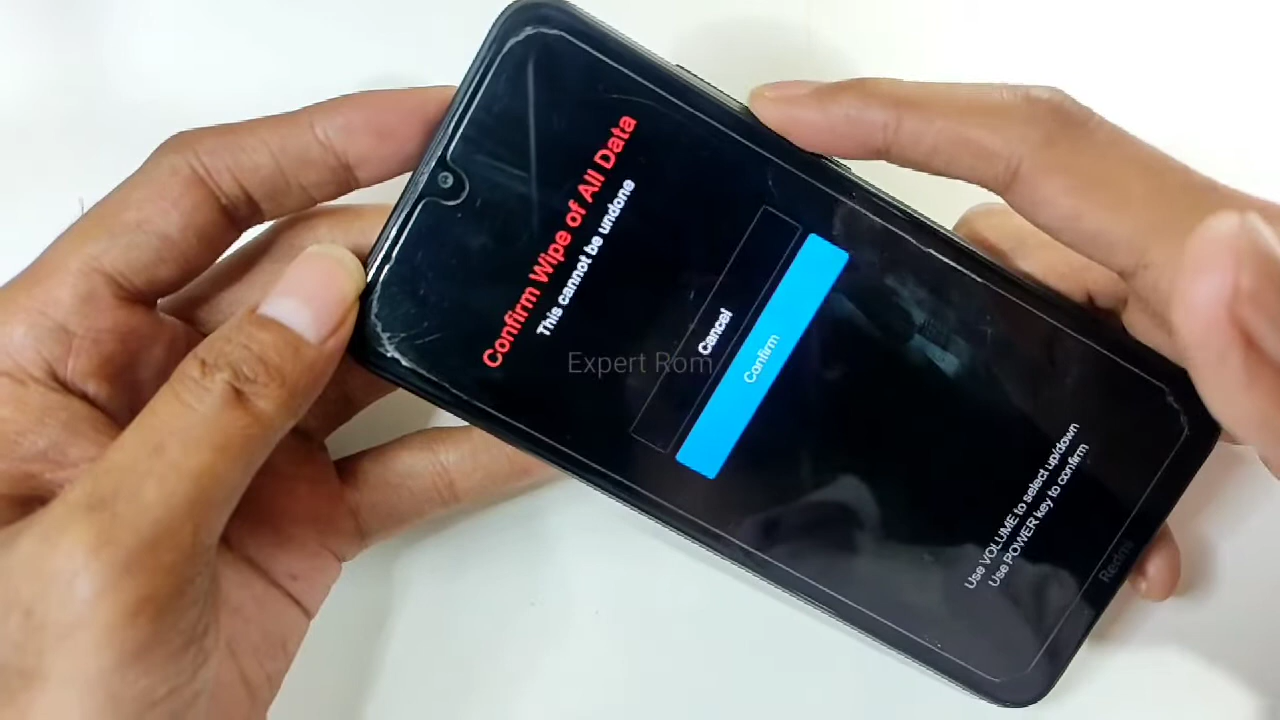 Confirm Wipe of All Data
This cannot be undone
Cancel
Confirm
Use VOLUME to select up/down
Use POWER key to confirm
Redmi
Expert Rom